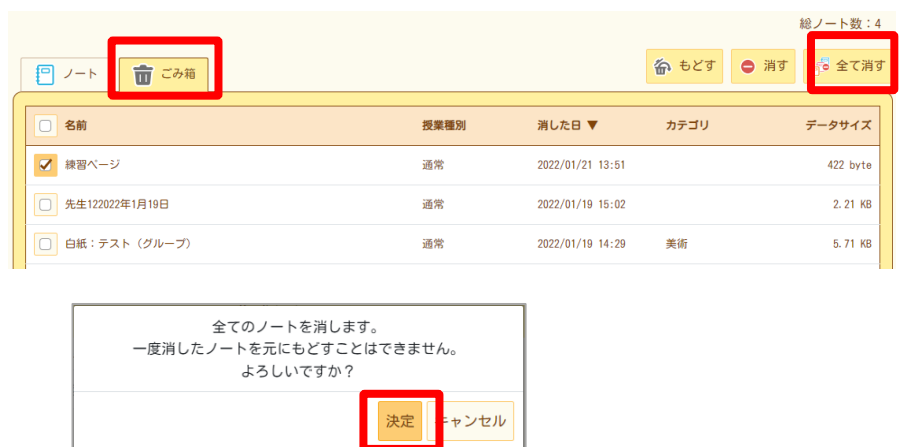 総ノート数:4
ノート ごみ箱 もどす 消す 全て消す
名前 授業種別 消した日 ▼ カテゴリ データサイズ
練習ページ 通常 2022/01/21 13:51 422 byte
先生122022年1月19日 通常 2022/01/19 15:02 2.21 KB
白紙:テスト(グループ) 通常 2022/01/19 14:29 美術 5.71 KB
全てのノートを消します。
一度消したノートを元にもどすことはできません。
よろしいですか?
決定 キャンセル